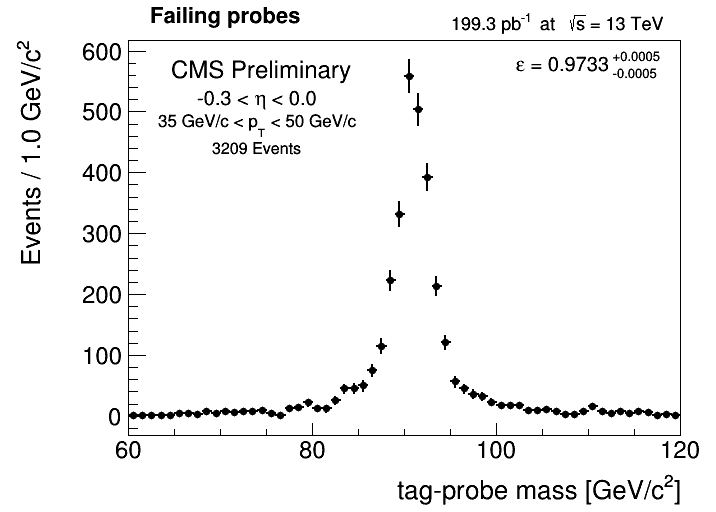 Failing probes
199.3 pb⁻¹ at √s = 13 TeV
CMS Preliminary
-0.3 < η < 0.0
35 GeV/c < p_T < 50 GeV/c
3209 Events
ε = 0.9733 +0.0005 -0.0005
Events / 1.0 GeV/c²
600
500
400
300
200
100
0
60 80 100 120
tag-probe mass [GeV/c²]